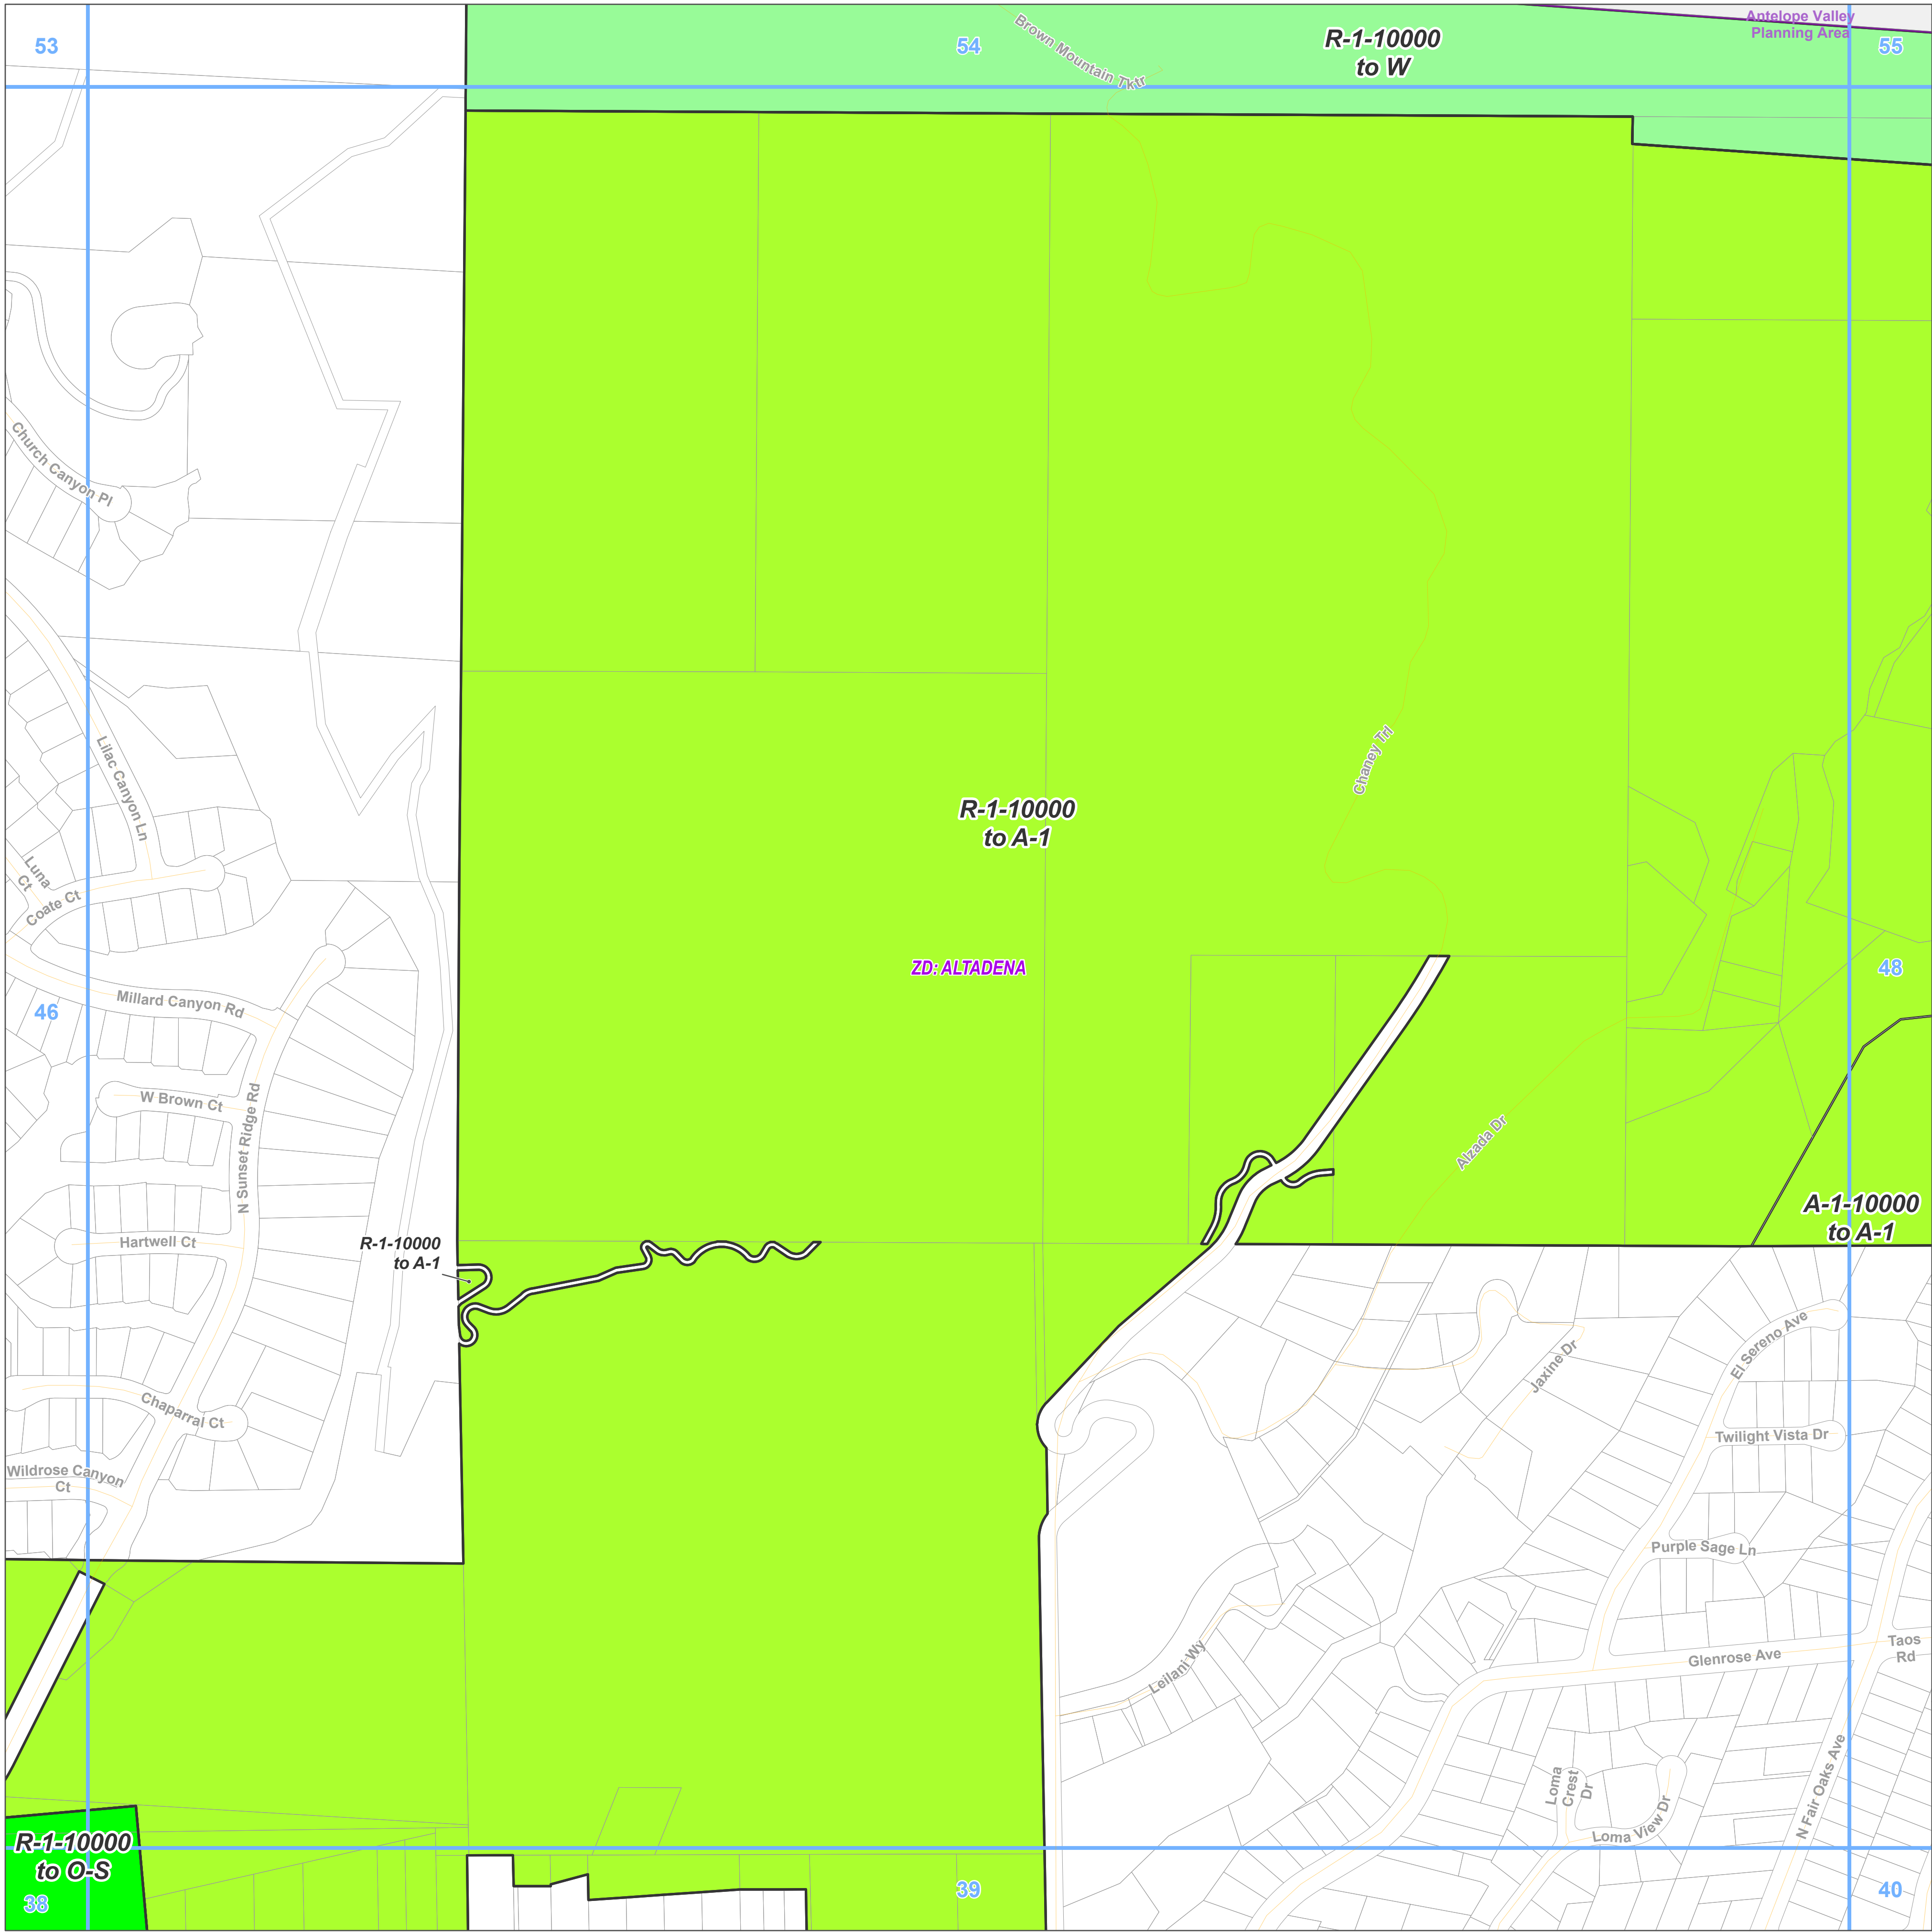 53
54
55
Brown Mountain Tktr
R-1-10000
to W
Antelope Valley
Planning Area
Church Canyon Pl
Lilac Canyon Ln
Chaney Trl
R-1-10000
to A-1
Luna
Ct
Coate Ct
ZD: ALTADENA
48
Millard Canyon Rd
46
W Brown Ct
N Sunset Ridge Rd
Alzada Dr
A-1-10000
to A-1
Hartwell Ct
R-1-10000
to A-1
El Sereno Ave
Jaxine Dr
Chaparral Ct
Twilight Vista Dr
Wildrose Canyon
Ct
Purple Sage Ln
Leilani Wy
Glenrose Ave
Taos
Rd
Loma
Crest
Dr
Loma View Dr
N Fair Oaks Ave
R-1-10000
to O-S
38
39
40